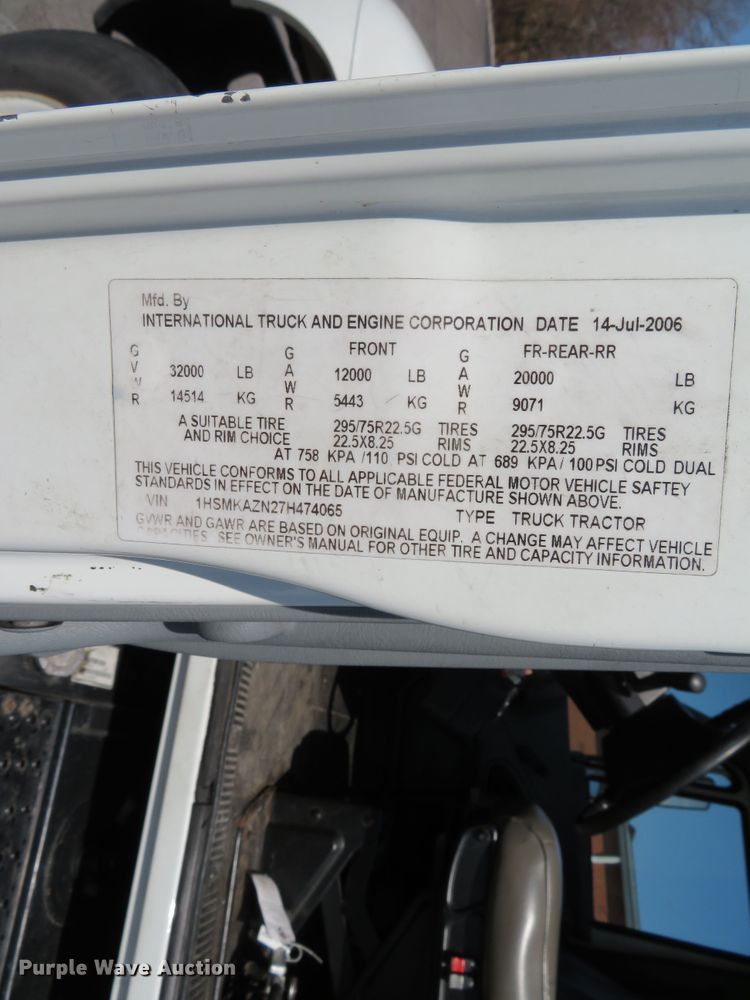 Mfd. By
INTERNATIONAL TRUCK AND ENGINE CORPORATION DATE 14-Jul-2006
GVWR 32000 LB 14514 KG
GAWR FRONT 12000 LB 5443 KG
GAWR FR-REAR-RR 20000 LB 9071 KG
A SUITABLE TIRE 295/75R22.5G TIRES 295/75R22.5G TIRES
AND RIM CHOICE 22.5X8.25 RIMS 22.5X8.25 RIMS
AT 758 KPA /110 PSI COLD AT 689 KPA / 100 PSI COLD DUAL
THIS VEHICLE CONFORMS TO ALL APPLICABLE FEDERAL MOTOR VEHICLE SAFTEY
STANDARDS IN EFFECT ON THE DATE OF MANUFACTURE SHOWN ABOVE.
VIN 1HSMKAZN27H474065 TYPE TRUCK TRACTOR
GVWR AND GAWR ARE BASED ON ORIGINAL EQUIP. A CHANGE MAY AFFECT VEHICLE
CAPACITIES. SEE OWNER'S MANUAL FOR OTHER TIRE AND CAPACITY INFORMATION.
Purple Wave Auction